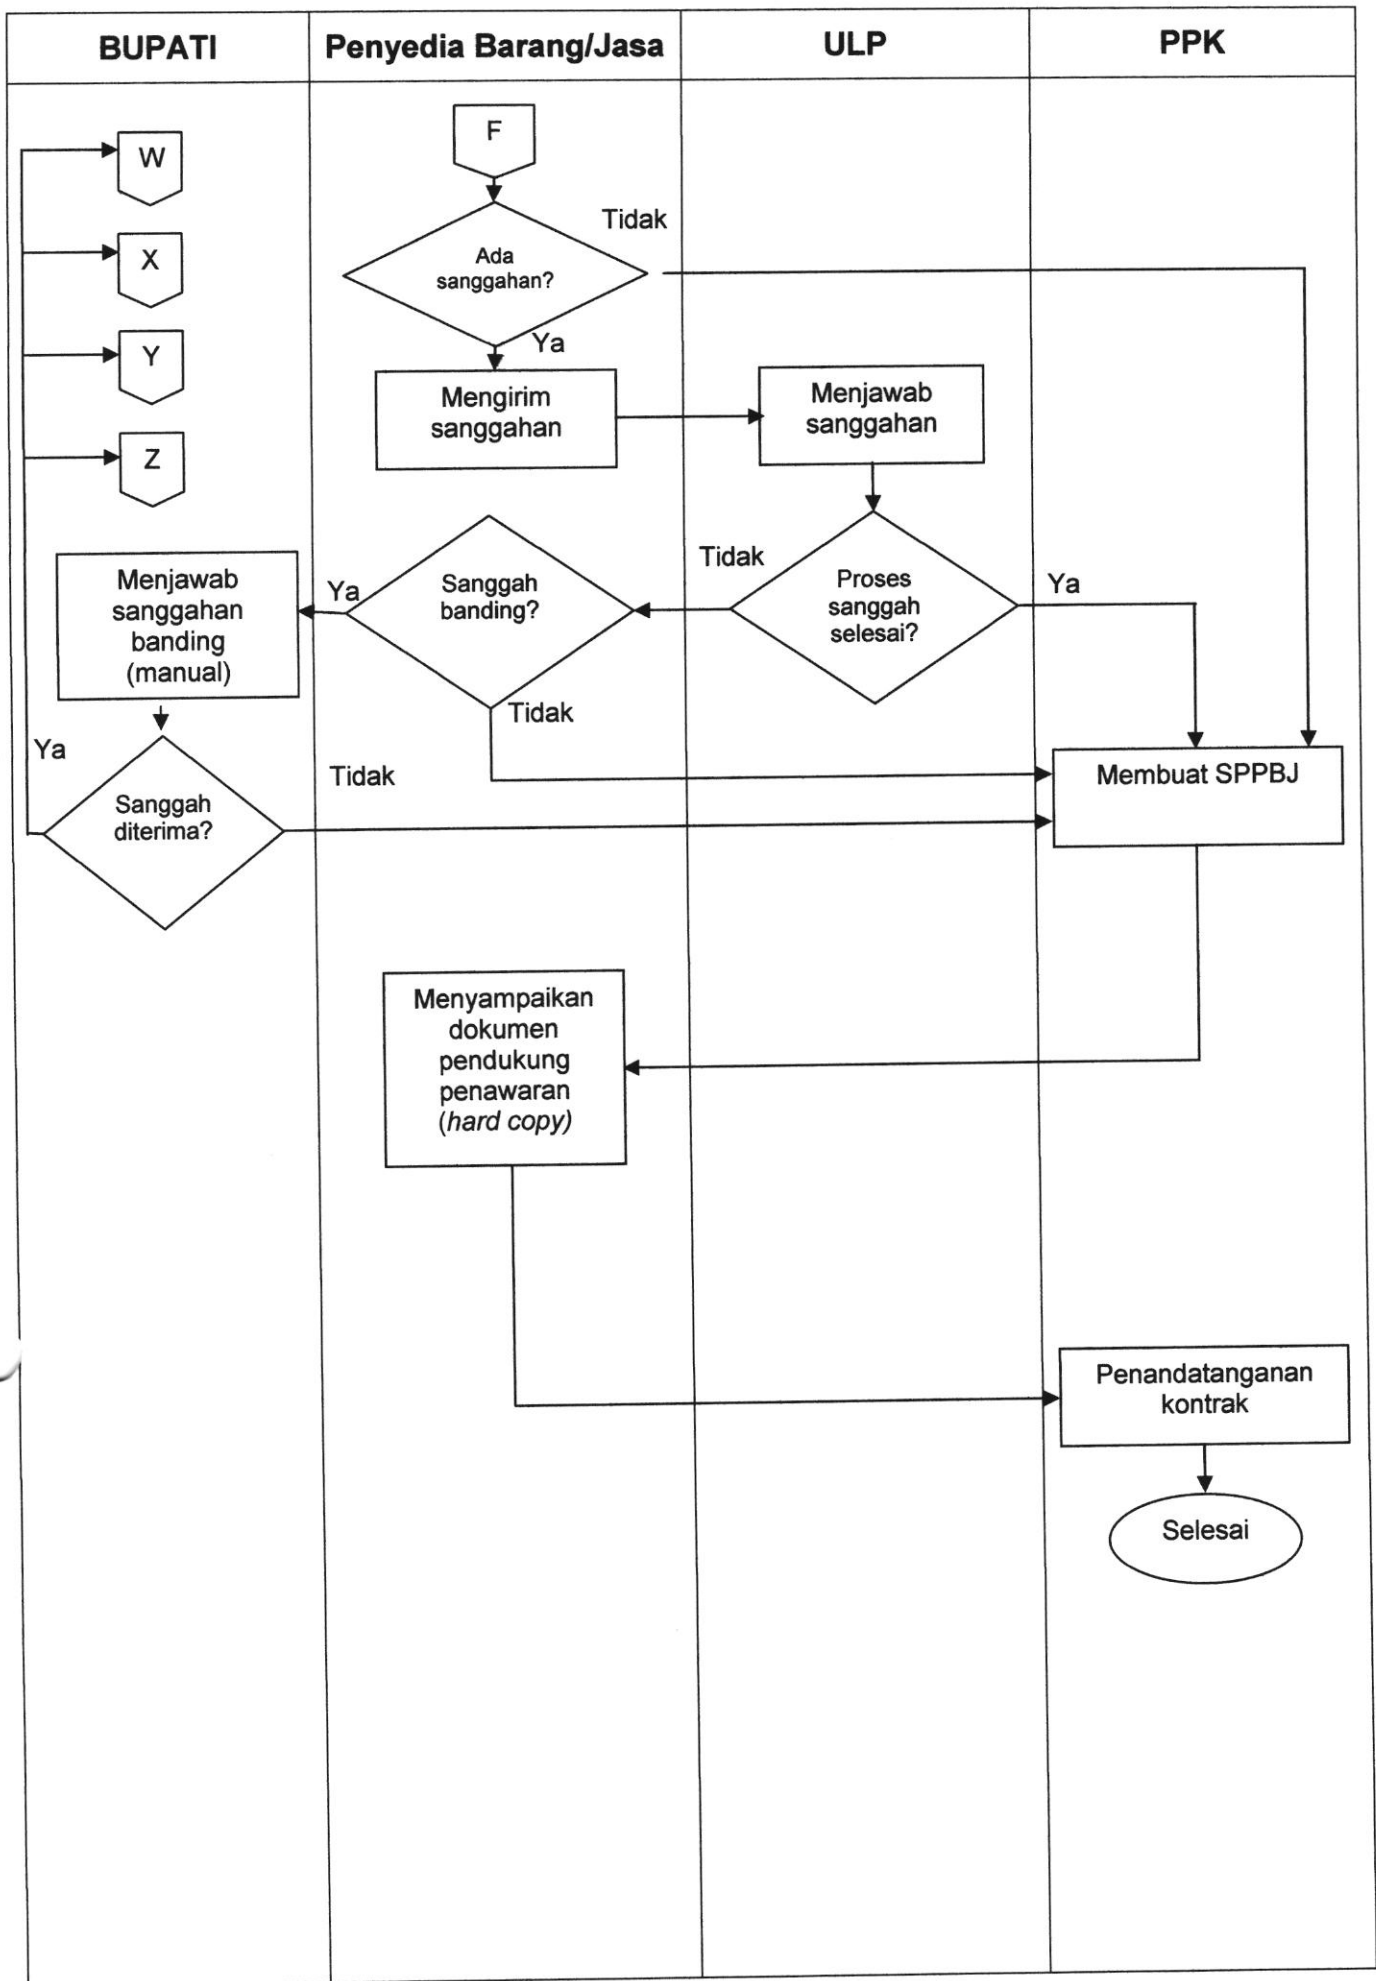 BUPATI
Penyedia Barang/Jasa
ULP
PPK
F
W
Tidak
X
Ada
sanggahan?
Ya
Y
Mengirim
sanggahan
Menjawab
sanggahan
Z
Menjawab
sanggahan
banding
(manual)
Ya
Sanggah
banding?
Tidak
Proses
sanggah
selesai?
Ya
Tidak
Ya
Tidak
Membuat SPPBJ
Sanggah
diterima?
Menyampaikan
dokumen
pendukung
penawaran
(hard copy)
Penandatanganan
kontrak
Selesai